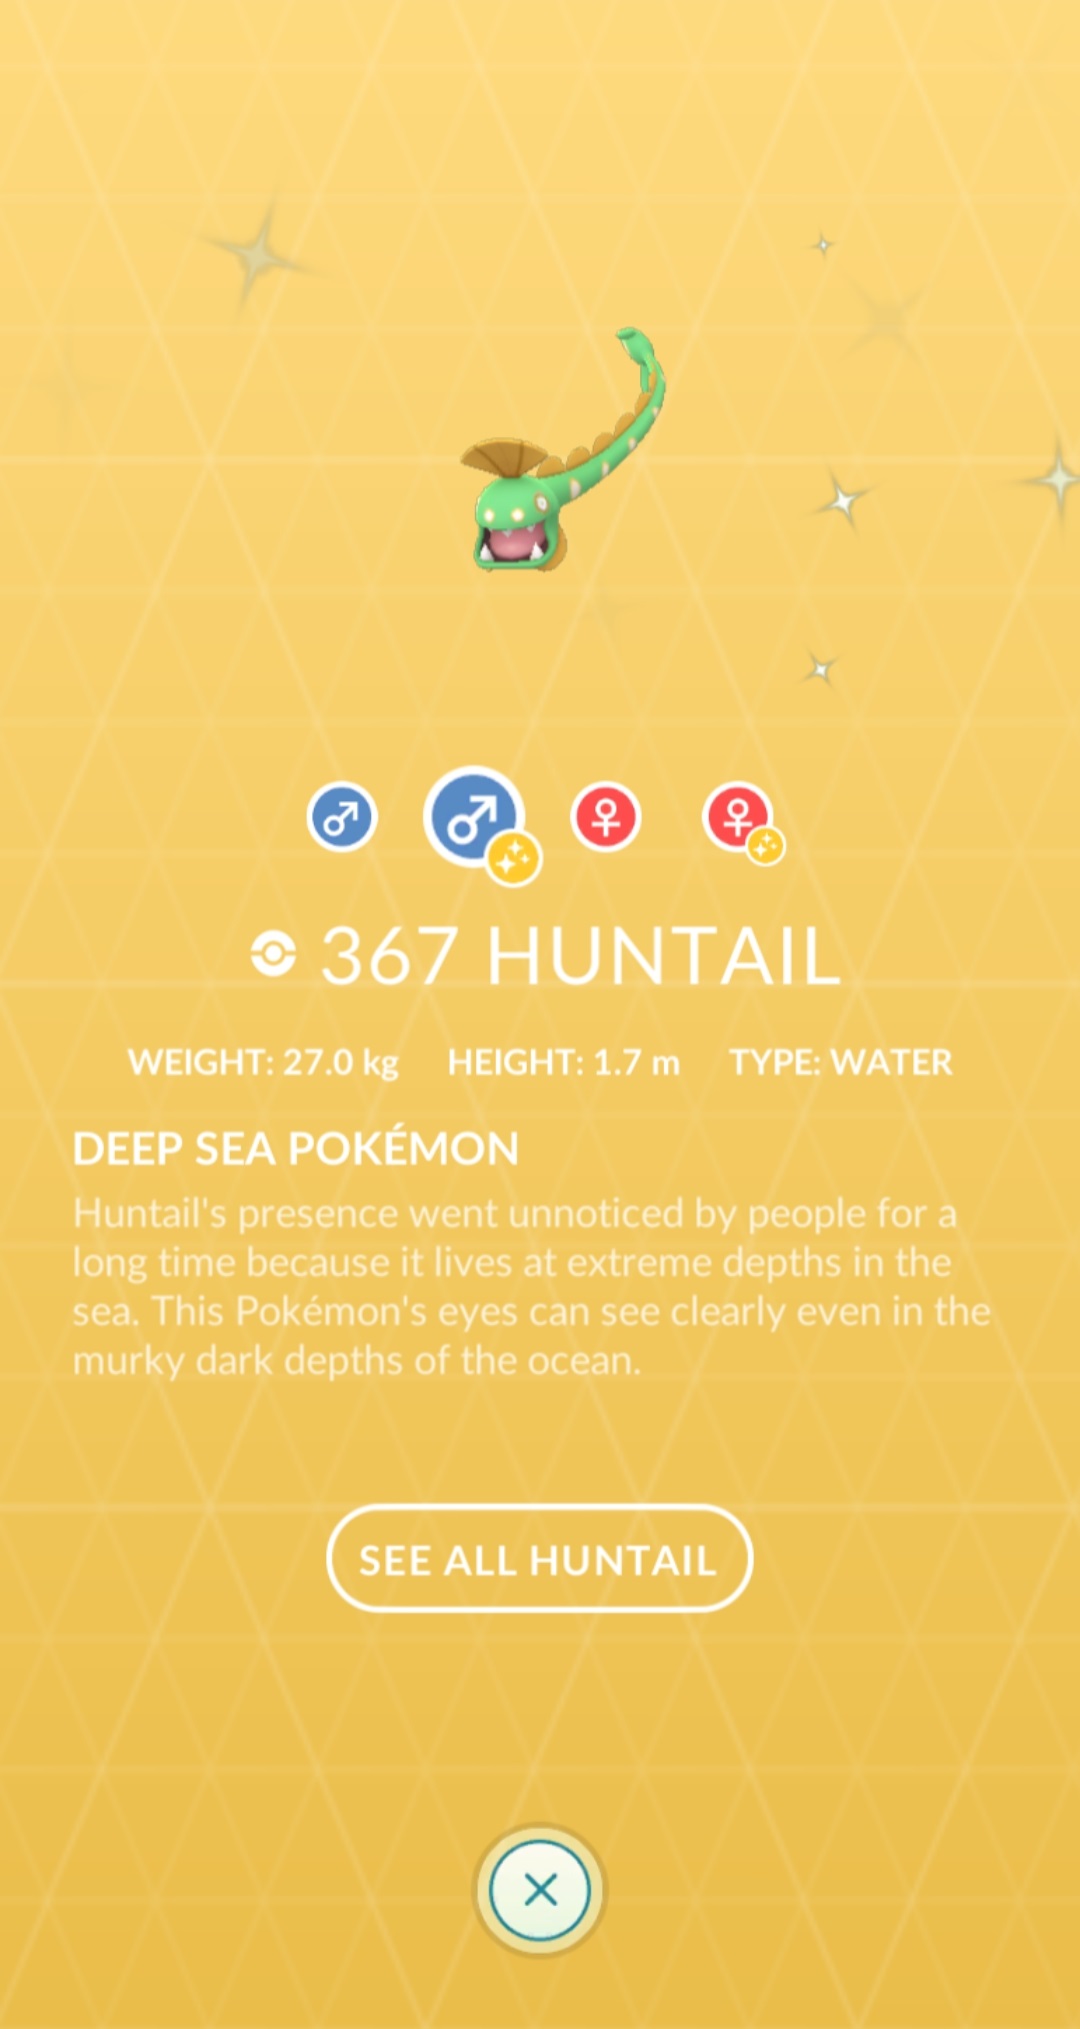 367 HUNTAIL
WEIGHT: 27.0 kg HEIGHT: 1.7 m TYPE: WATER
DEEP SEA POKÉMON
Huntail's presence went unnoticed by people for a
long time because it lives at extreme depths in the
sea. This Pokémon's eyes can see clearly even in the
murky dark depths of the ocean.
SEE ALL HUNTAIL